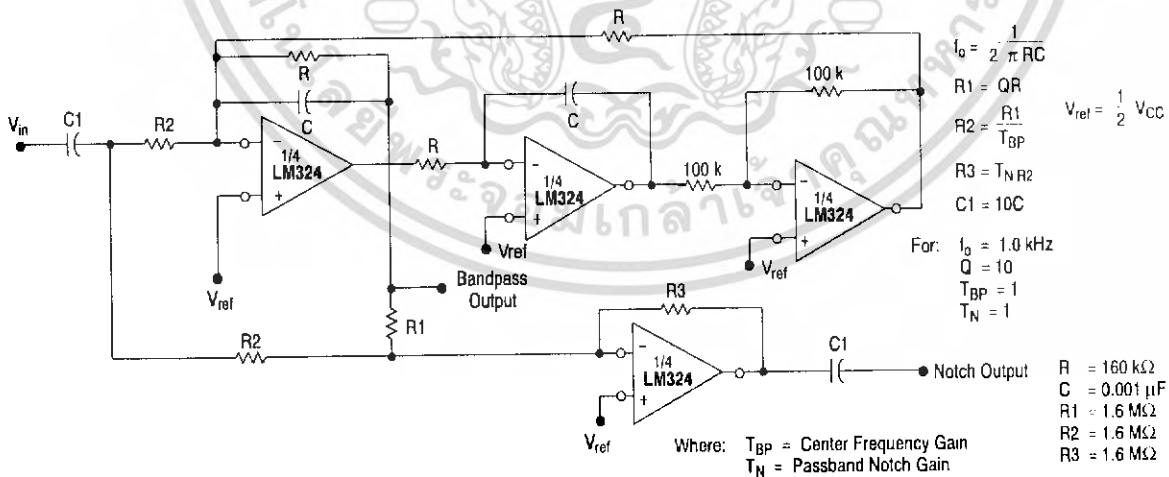 R
R
C
V_in
C1
R2
1/4
LM324
V_ref
R
C
1/4
LM324
Vref
100 k
100 k
1/4
LM324
V_ref
Bandpass
Output
R1
R2
R3
1/4
LM324
V_ref
C1
Notch Output
f_o = 1 / 2 π RC
R1 = QR
R2 = R1 / T_BP
R3 = T_N R2
C1 = 10C
V_ref = 1/2 V_CC
For: f_o = 1.0 kHz
Q = 10
T_BP = 1
T_N = 1
R = 160 kΩ
C = 0.001 µF
R1 = 1.6 MΩ
R2 = 1.6 MΩ
R3 = 1.6 MΩ
Where: T_BP = Center Frequency Gain
T_N = Passband Notch Gain